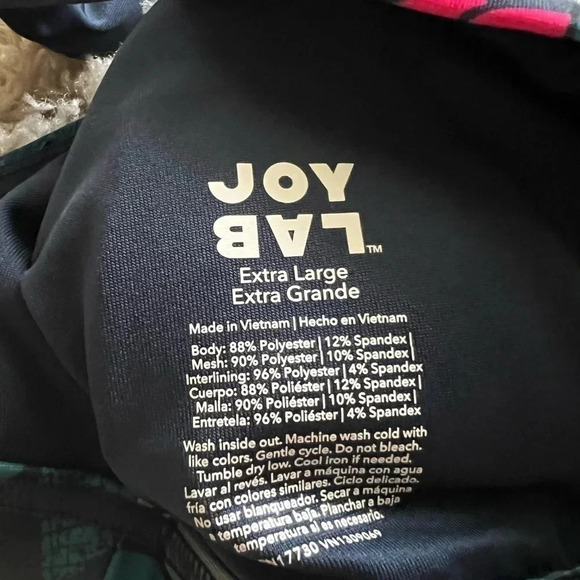 JOY
LAB™
Extra Large
Extra Grande
Made in Vietnam | Hecho en Vietnam
Body: 88% Polyester | 12% Spandex |
Mesh: 90% Polyester | 10% Spandex |
Interlining: 96% Polyester | 4% Spandex
Cuerpo: 88% Poliéster | 12% Spandex |
Malla: 90% Poliéster | 10% Spandex |
Entretela: 96% Poliéster | 4% Spandex
Wash inside out. Machine wash cold with
like colors. Gentle cycle. Do not bleach.
Tumble dry low. Cool iron if needed.
Lavar al revés. Lavar a máquina con agua
fría con colores similares. Ciclo delicado.
No usar blanqueador. Secar a máquina
a temperatura baja. Planchar a baja
temperatura si es necesario.
17730 VN1309069